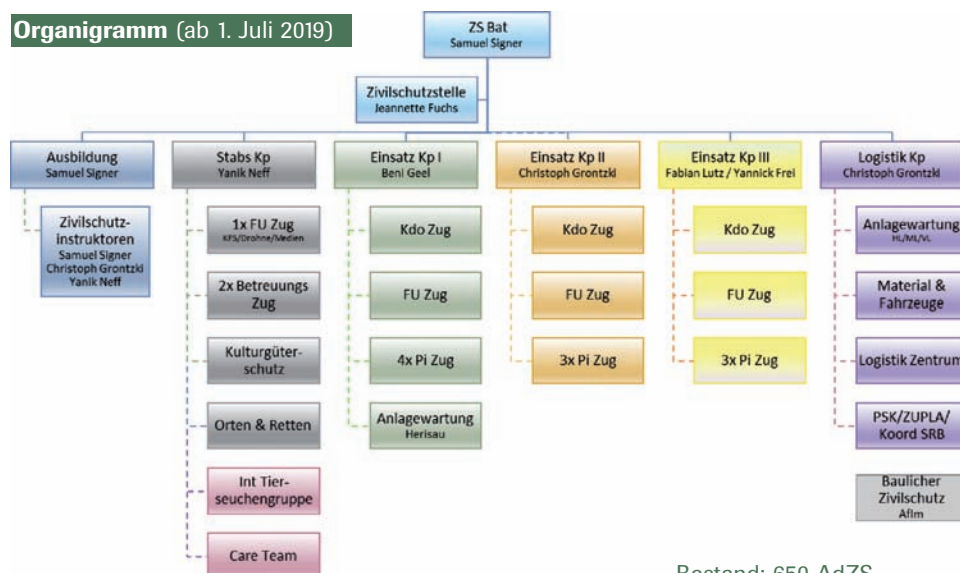 Organigramm (ab 1. Juli 2019)
ZS Bat
Samuel Signer
Zivilschutzstelle
Jeannette Fuchs
Ausbildung
Samuel Signer
Zivilschutz-
instruktoren
Samuel Signer
Christoph Grontzki
Yanik Neff
Stabs Kp
Yanik Neff
1x FU Zug
KFS/Drohne/Medien
2x Betreuungs
Zug
Kulturgüter-
schutz
Orten & Retten
Int Tier-
seuchengruppe
Care Team
Einsatz Kp I
Beni Geel
Kdo Zug
FU Zug
4x Pi Zug
Anlagewartung
Herisau
Einsatz Kp II
Christoph Grontzki
Kdo Zug
FU Zug
3x Pi Zug
Einsatz Kp III
Fabian Lutz / Yannick Frei
Kdo Zug
FU Zug
3x Pi Zug
Logistik Kp
Christoph Grontzki
Anlagewartung
HL/ML/VL
Material &
Fahrzeuge
Logistik Zentrum
PSK/ZUPLA/
Koord SRB
Baulicher
Zivilschutz
AfIm
Bestand: 650 AdZS